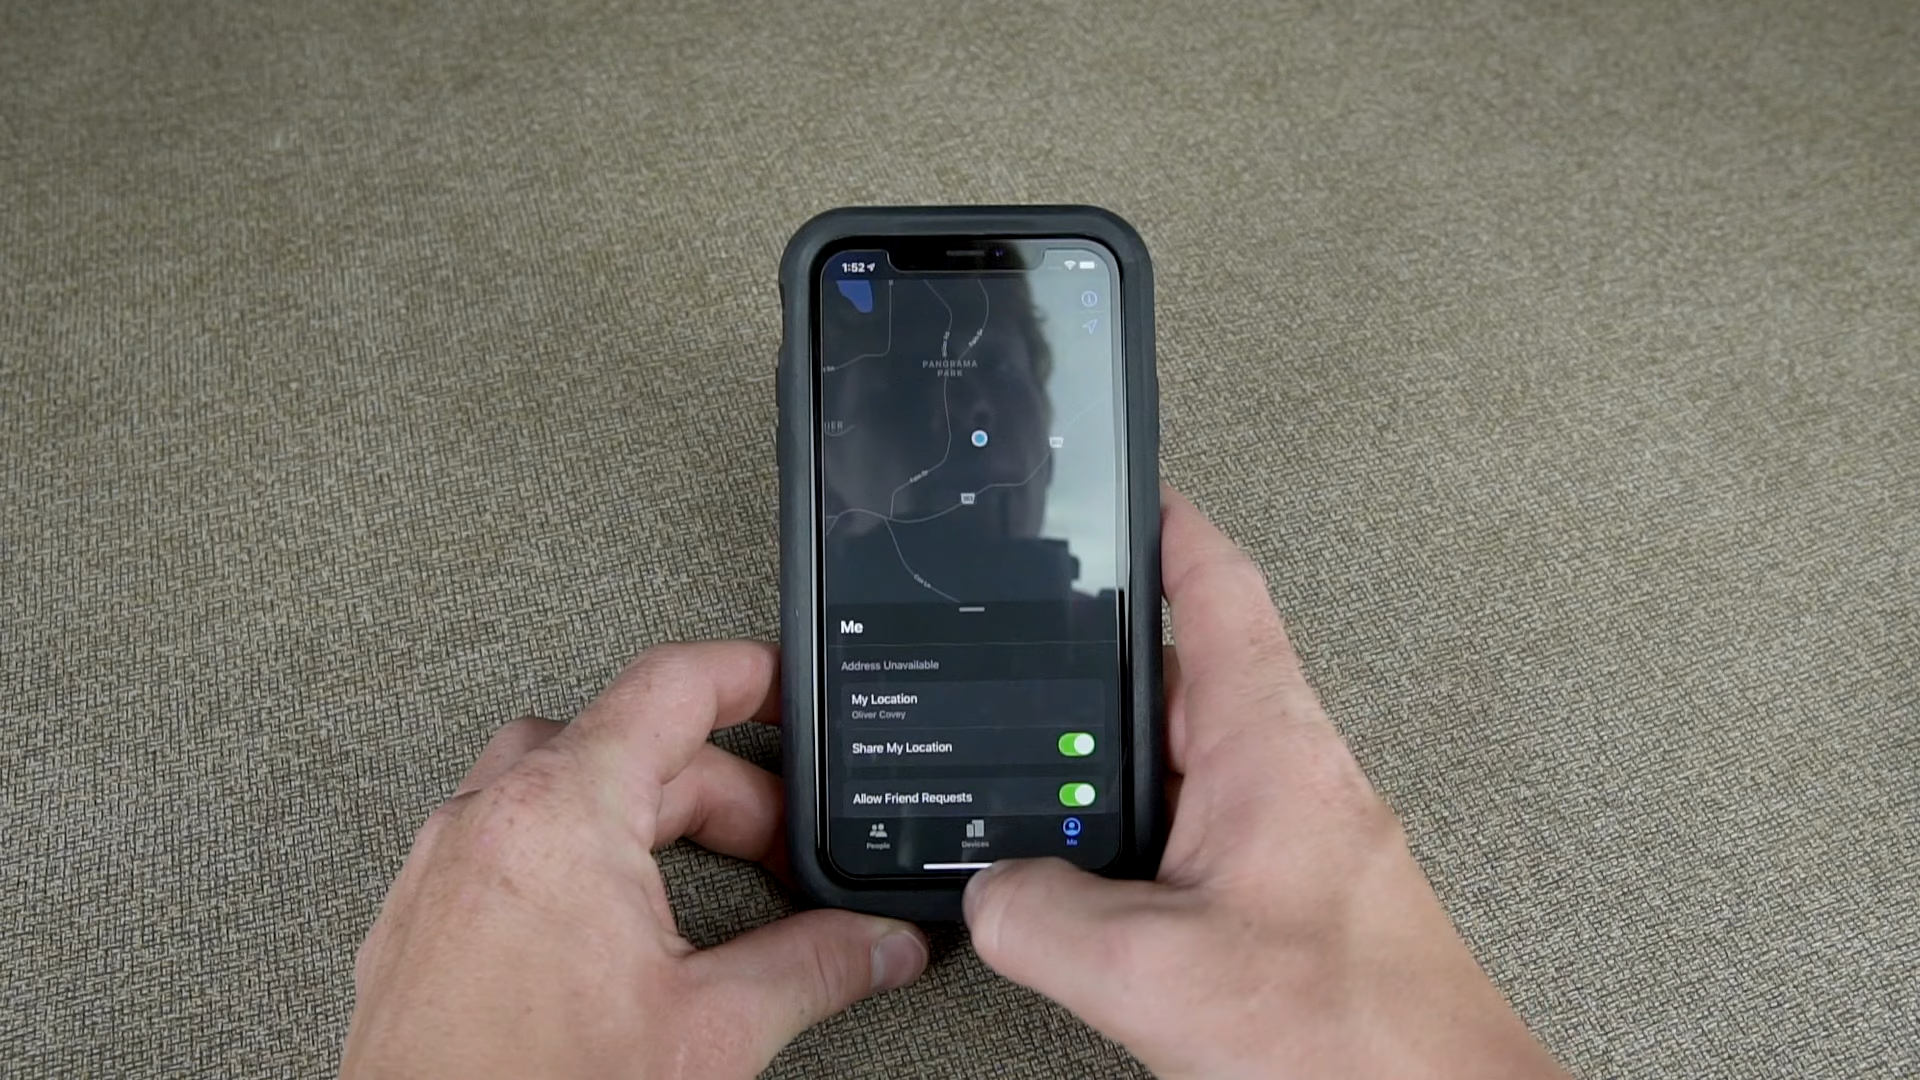 1:52
PANORAMA
PARK
Me
Address Unavailable
My Location
Oliver Covey
Share My Location
Allow Friend Requests
People
Devices
Me